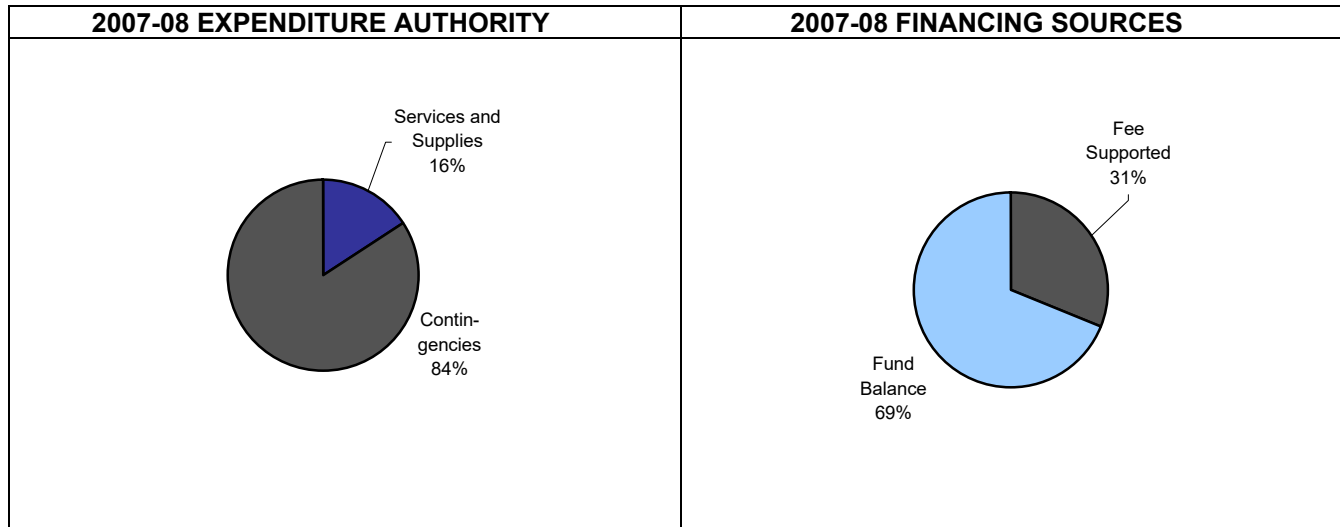 2007-08 EXPENDITURE AUTHORITY
2007-08 FINANCING SOURCES
Services and
Supplies
16%
Contin-
gencies
84%
Fee
Supported
31%
Fund
Balance
69%